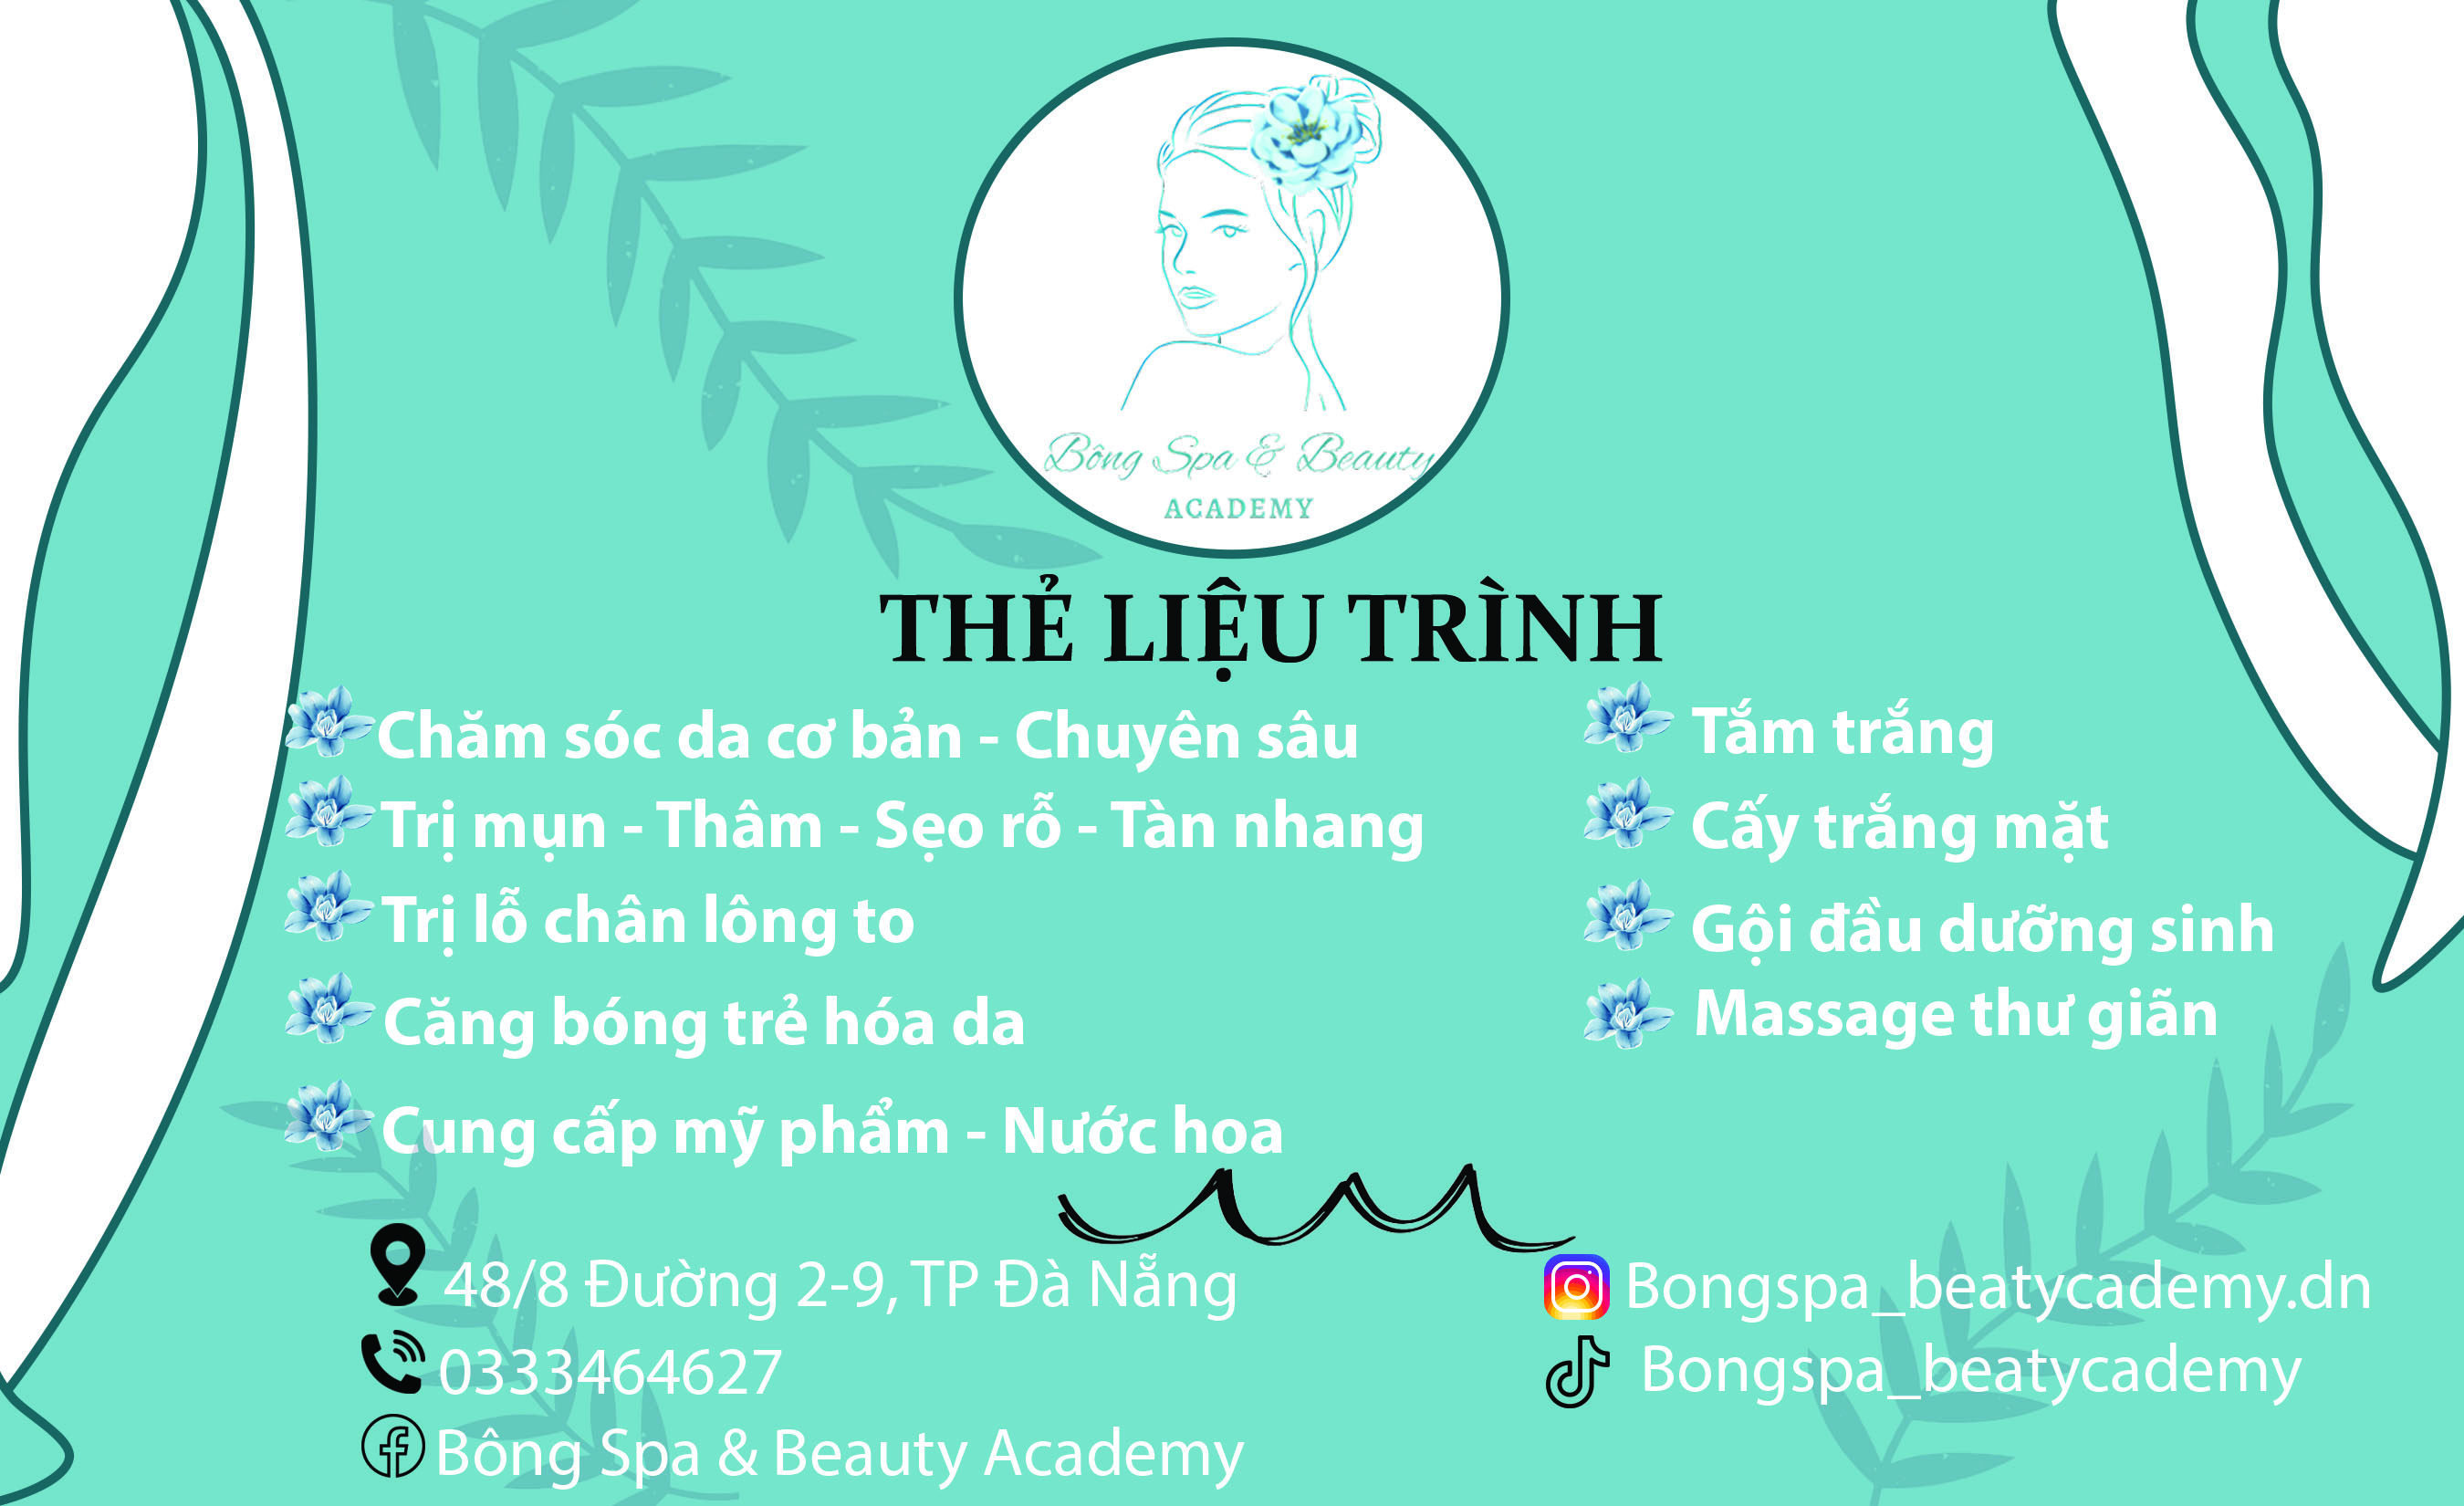 Bông Spa & Beauty
ACADEMY
THẺ LIỆU TRÌNH
Chăm sóc da cơ bản - Chuyên sâu
Trị mụn - Thâm - Sẹo rỗ - Tàn nhang
Trị lỗ chân lông to
Căng bóng trẻ hóa da
Cung cấp mỹ phẩm - Nước hoa
Tắm trắng
Cấy trắng mặt
Gội đầu dưỡng sinh
Massage thư giãn
48/8 Đường 2-9, TP Đà Nẵng
0333464627
Bông Spa & Beauty Academy
Bongspa_beatycademy.dn
Bongspa_beatycademy